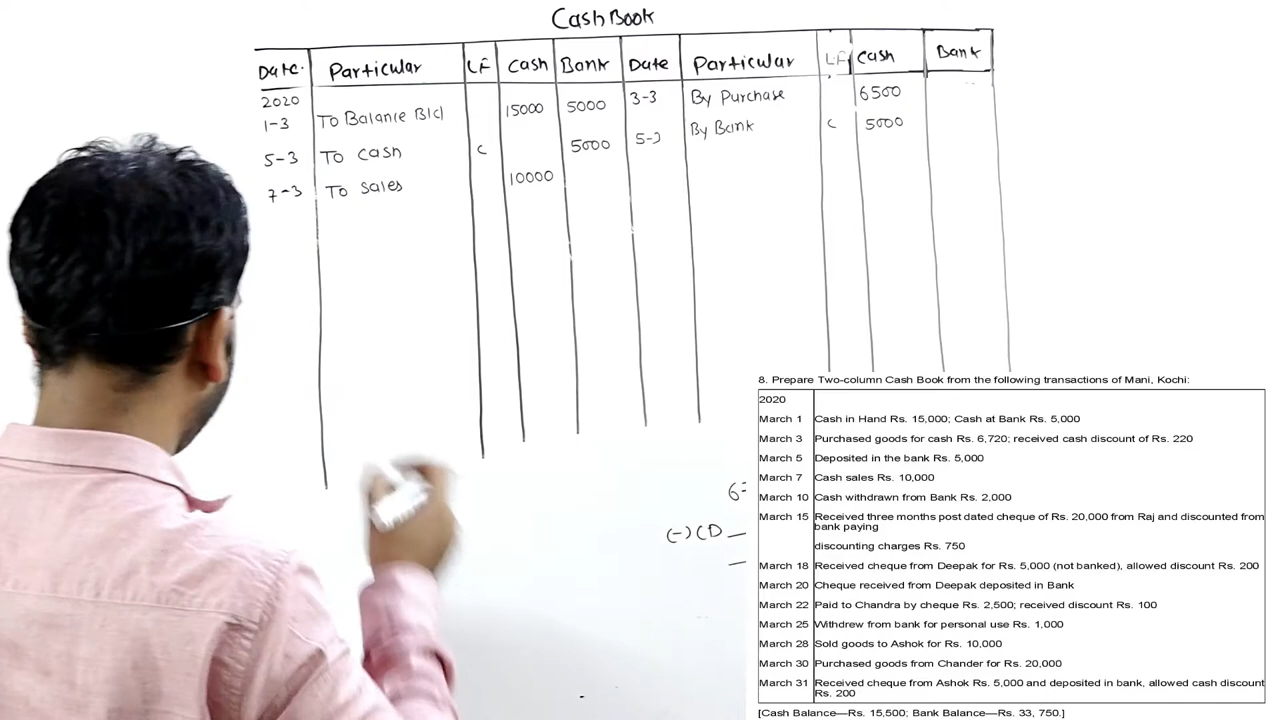 Cash Book
Date. Particular LF Cash Bank Date Particular LF Cash Bank
2020
1-3 To Balance B/d 15000 5000 3-3 By Purchase 6500
5-3 To Cash C 5000 5-3 By Bank C 5000
7-3 To Sales 10000
(-) CD
8. Prepare Two-column Cash Book from the following transactions of Mani, Kochi:
2020
March 1 Cash in Hand Rs. 15,000; Cash at Bank Rs. 5,000
March 3 Purchased goods for cash Rs. 6,720; received cash discount of Rs. 220
March 5 Deposited in the bank Rs. 5,000
March 7 Cash sales Rs. 10,000
March 10 Cash withdrawn from Bank Rs. 2,000
March 15 Received three months post dated cheque of Rs. 20,000 from Raj and discounted from
bank paying
discounting charges Rs. 750
March 18 Received cheque from Deepak for Rs. 5,000 (not banked), allowed discount Rs. 200
March 20 Cheque received from Deepak deposited in Bank
March 22 Paid to Chandra by cheque Rs. 2,500; received discount Rs. 100
March 25 Withdrew from bank for personal use Rs. 1,000
March 28 Sold goods to Ashok for Rs. 10,000
March 30 Purchased goods from Chander for Rs. 20,000
March 31 Received cheque from Ashok Rs. 5,000 and deposited in bank, allowed cash discount
Rs. 200
[Cash Balance—Rs. 15,500; Bank Balance—Rs. 33, 750.]